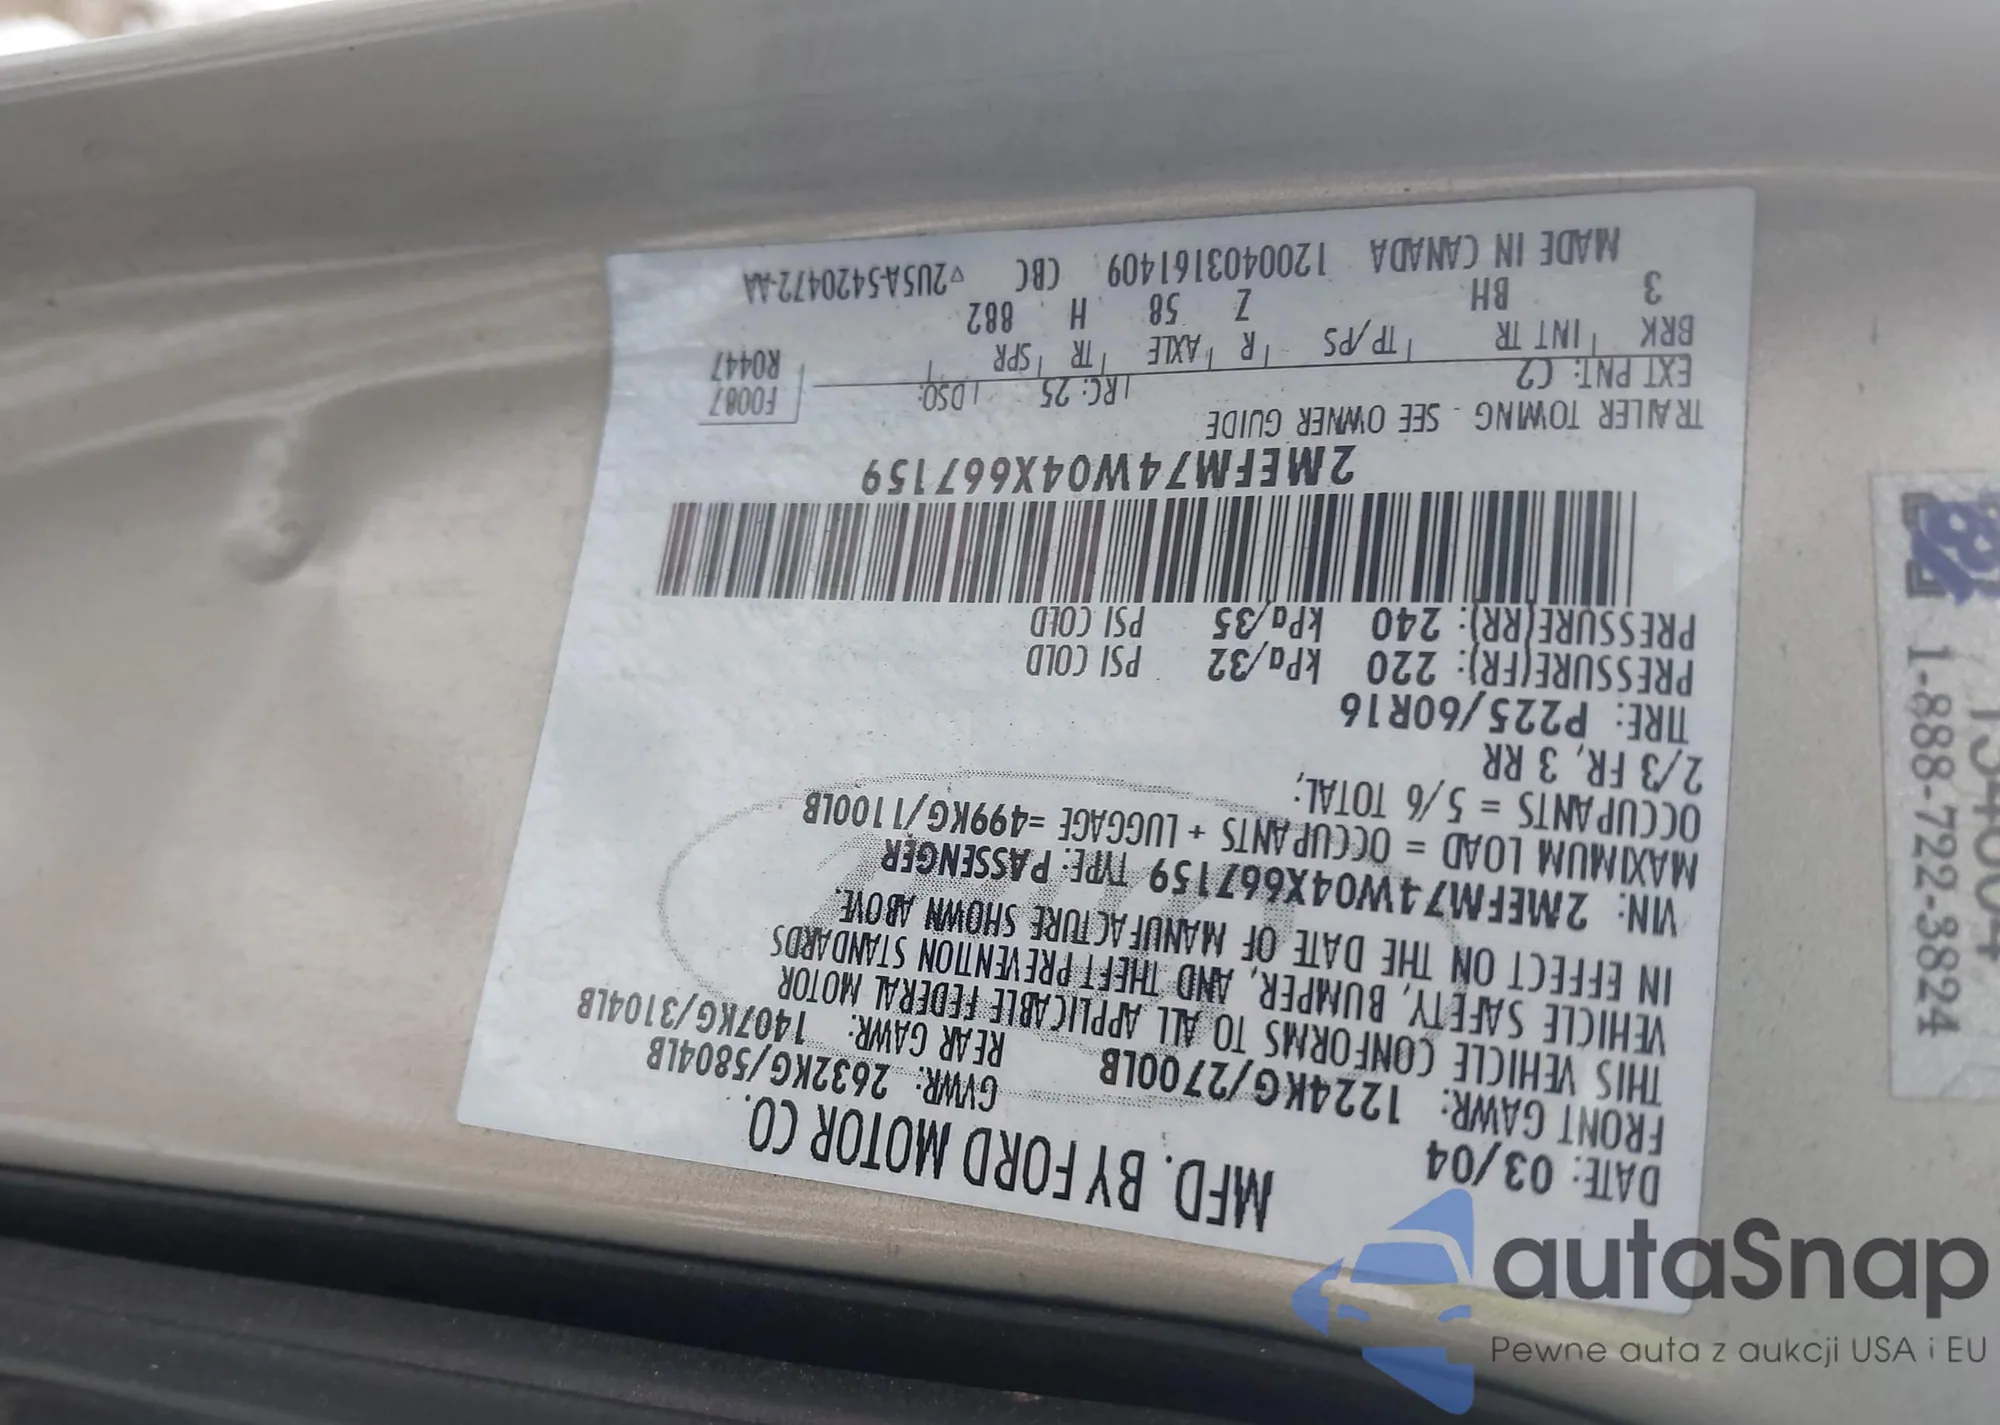 MFD. BY FORD MOTOR CO.
DATE: 03/04
GVWR: 2632KG/5804LB
FRONT GAWR: 1224KG/2700LB
REAR GAWR: 1407KG/3104LB
THIS VEHICLE CONFORMS TO ALL APPLICABLE FEDERAL MOTOR
VEHICLE SAFETY, BUMPER, AND THEFT PREVENTION STANDARDS
IN EFFECT ON THE DATE OF MANUFACTURE SHOWN ABOVE.
VIN: 2MEFM74W04X667159 TYPE: PASSENGER
MAXIMUM LOAD = OCCUPANTS + LUGGAGE =499KG/1100LB
OCCUPANTS = 5/6 TOTAL;
2/3 FR, 3 RR
TIRE: P225/60R16
PRESSURE(FR): 220 kPa/32 PSI COLD
PRESSURE(RR): 240 kPa/35 PSI COLD
2MEFM74W04X667159
TRAILER TOWING - SEE OWNER GUIDE
EXT PNT: C2 RC: 25 DSO:
F0087
R0447
BRK INT TR TP/PS R AXLE TR SPR
3 BH Z 58 H 882
MADE IN CANADA 1200403161409 CBC ▽2U5A-5420472-AA
1-888-722-3824
autaSnap
Pewne auta z aukcji USA i EU